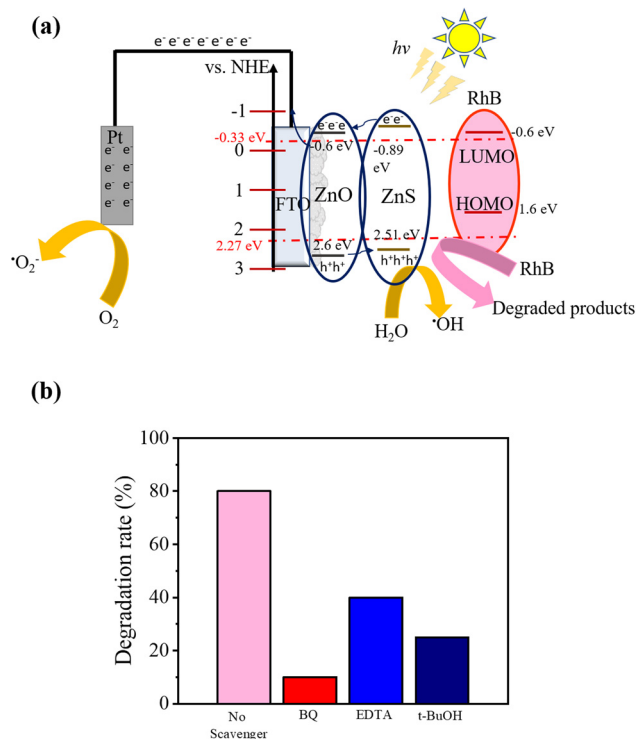 (a)
e⁻ e⁻ e⁻ e⁻ e⁻ e⁻ e⁻
vs. NHE
hv
Pt
e⁻ e⁻
e⁻ e⁻
e⁻ e⁻
e⁻ e⁻
-1
-0.33 eV
0
1
2
2.27 eV
3
FTO
e⁻e⁻e
-0.6 eV
ZnO
2.6 eV
h⁺h⁺
e⁻e⁻
-0.89
eV
ZnS
2.51 eV
h⁺h⁺h⁺
RhB
-0.6 eV
LUMO
HOMO
1.6 eV
•O₂⁻
O₂
H₂O
•OH
RhB
Degraded products
(b)
Degradation rate (%)
100
80
60
40
20
0
No
Scavenger
BQ
EDTA
t-BuOH